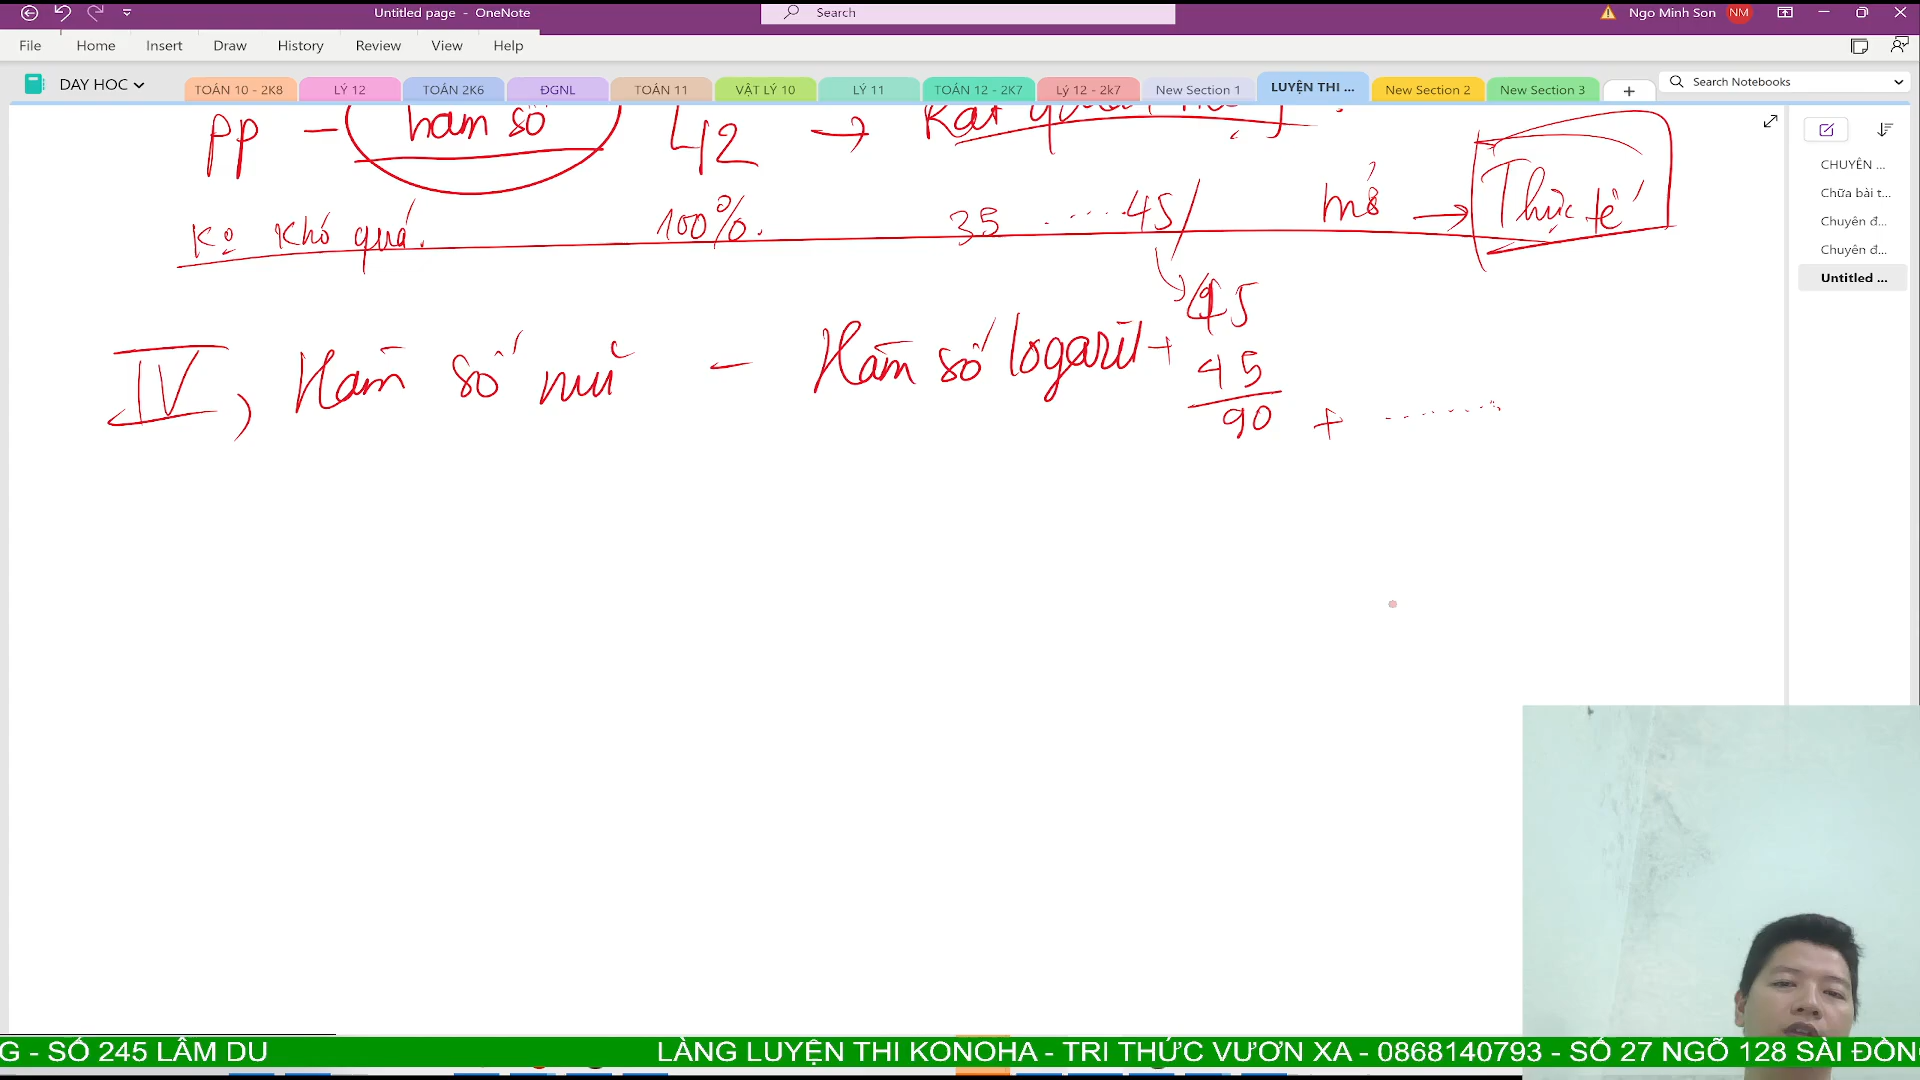 Untitled page - OneNote
Search
Ngo Minh Son NM
File Home Insert Draw History Review View Help
DAY HOC
TOÁN 10 - 2K8 LÝ 12 TOÁN 2K6 ĐGNL TOÁN 11 VẬT LÝ 10 LÝ 11 TOÁN 12 - 2K7 Lý 12 - 2k7 New Section 1 LUYỆN THI ... New Section 2 New Section 3 +
Search Notebooks
CHUYÊN ...
Chữa bài t...
Chuyên đ...
Chuyên đ...
Untitled ...
PP - hàm số 42 →
Kọ khó quá. 100%. 35 ...... 45 / → Thực tế
IV, Hàm số mũ - Hàm số logarit + 45
45
90 + ........
G - SỐ 245 LÂM DU LÀNG LUYỆN THI KONOHA - TRI THỨC VƯƠN XA - 0868140793 - SỐ 27 NGÕ 128 SÀI ĐỒN